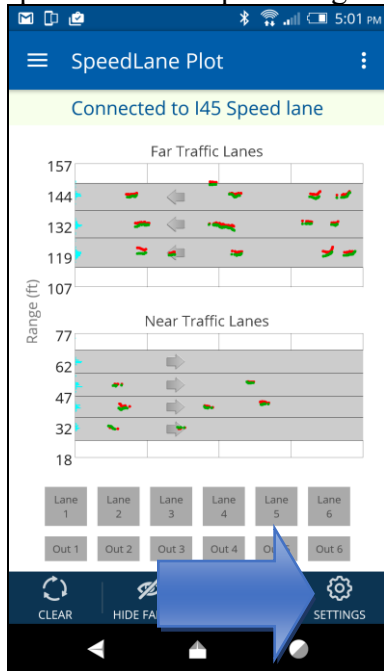 5:01 PM
SpeedLane Plot
Connected to I45 Speed lane
Far Traffic Lanes
157
144
132
119
107
Range (ft)
Near Traffic Lanes
77
62
47
32
18
Lane 1 Lane 2 Lane 3 Lane 4 Lane 5 Lane 6
Out 1 Out 2 Out 3 Out 4 Out 6
CLEAR HIDE SETTINGS